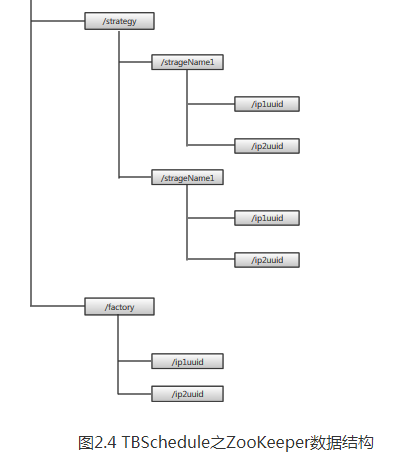 /strategy
/strageName1
/ip1uuid
/ip2uuid
/strageName1
/ip1uuid
/ip2uuid
/factory
/ip1uuid
/ip2uuid
图2.4 TBSchedule之ZooKeeper数据结构